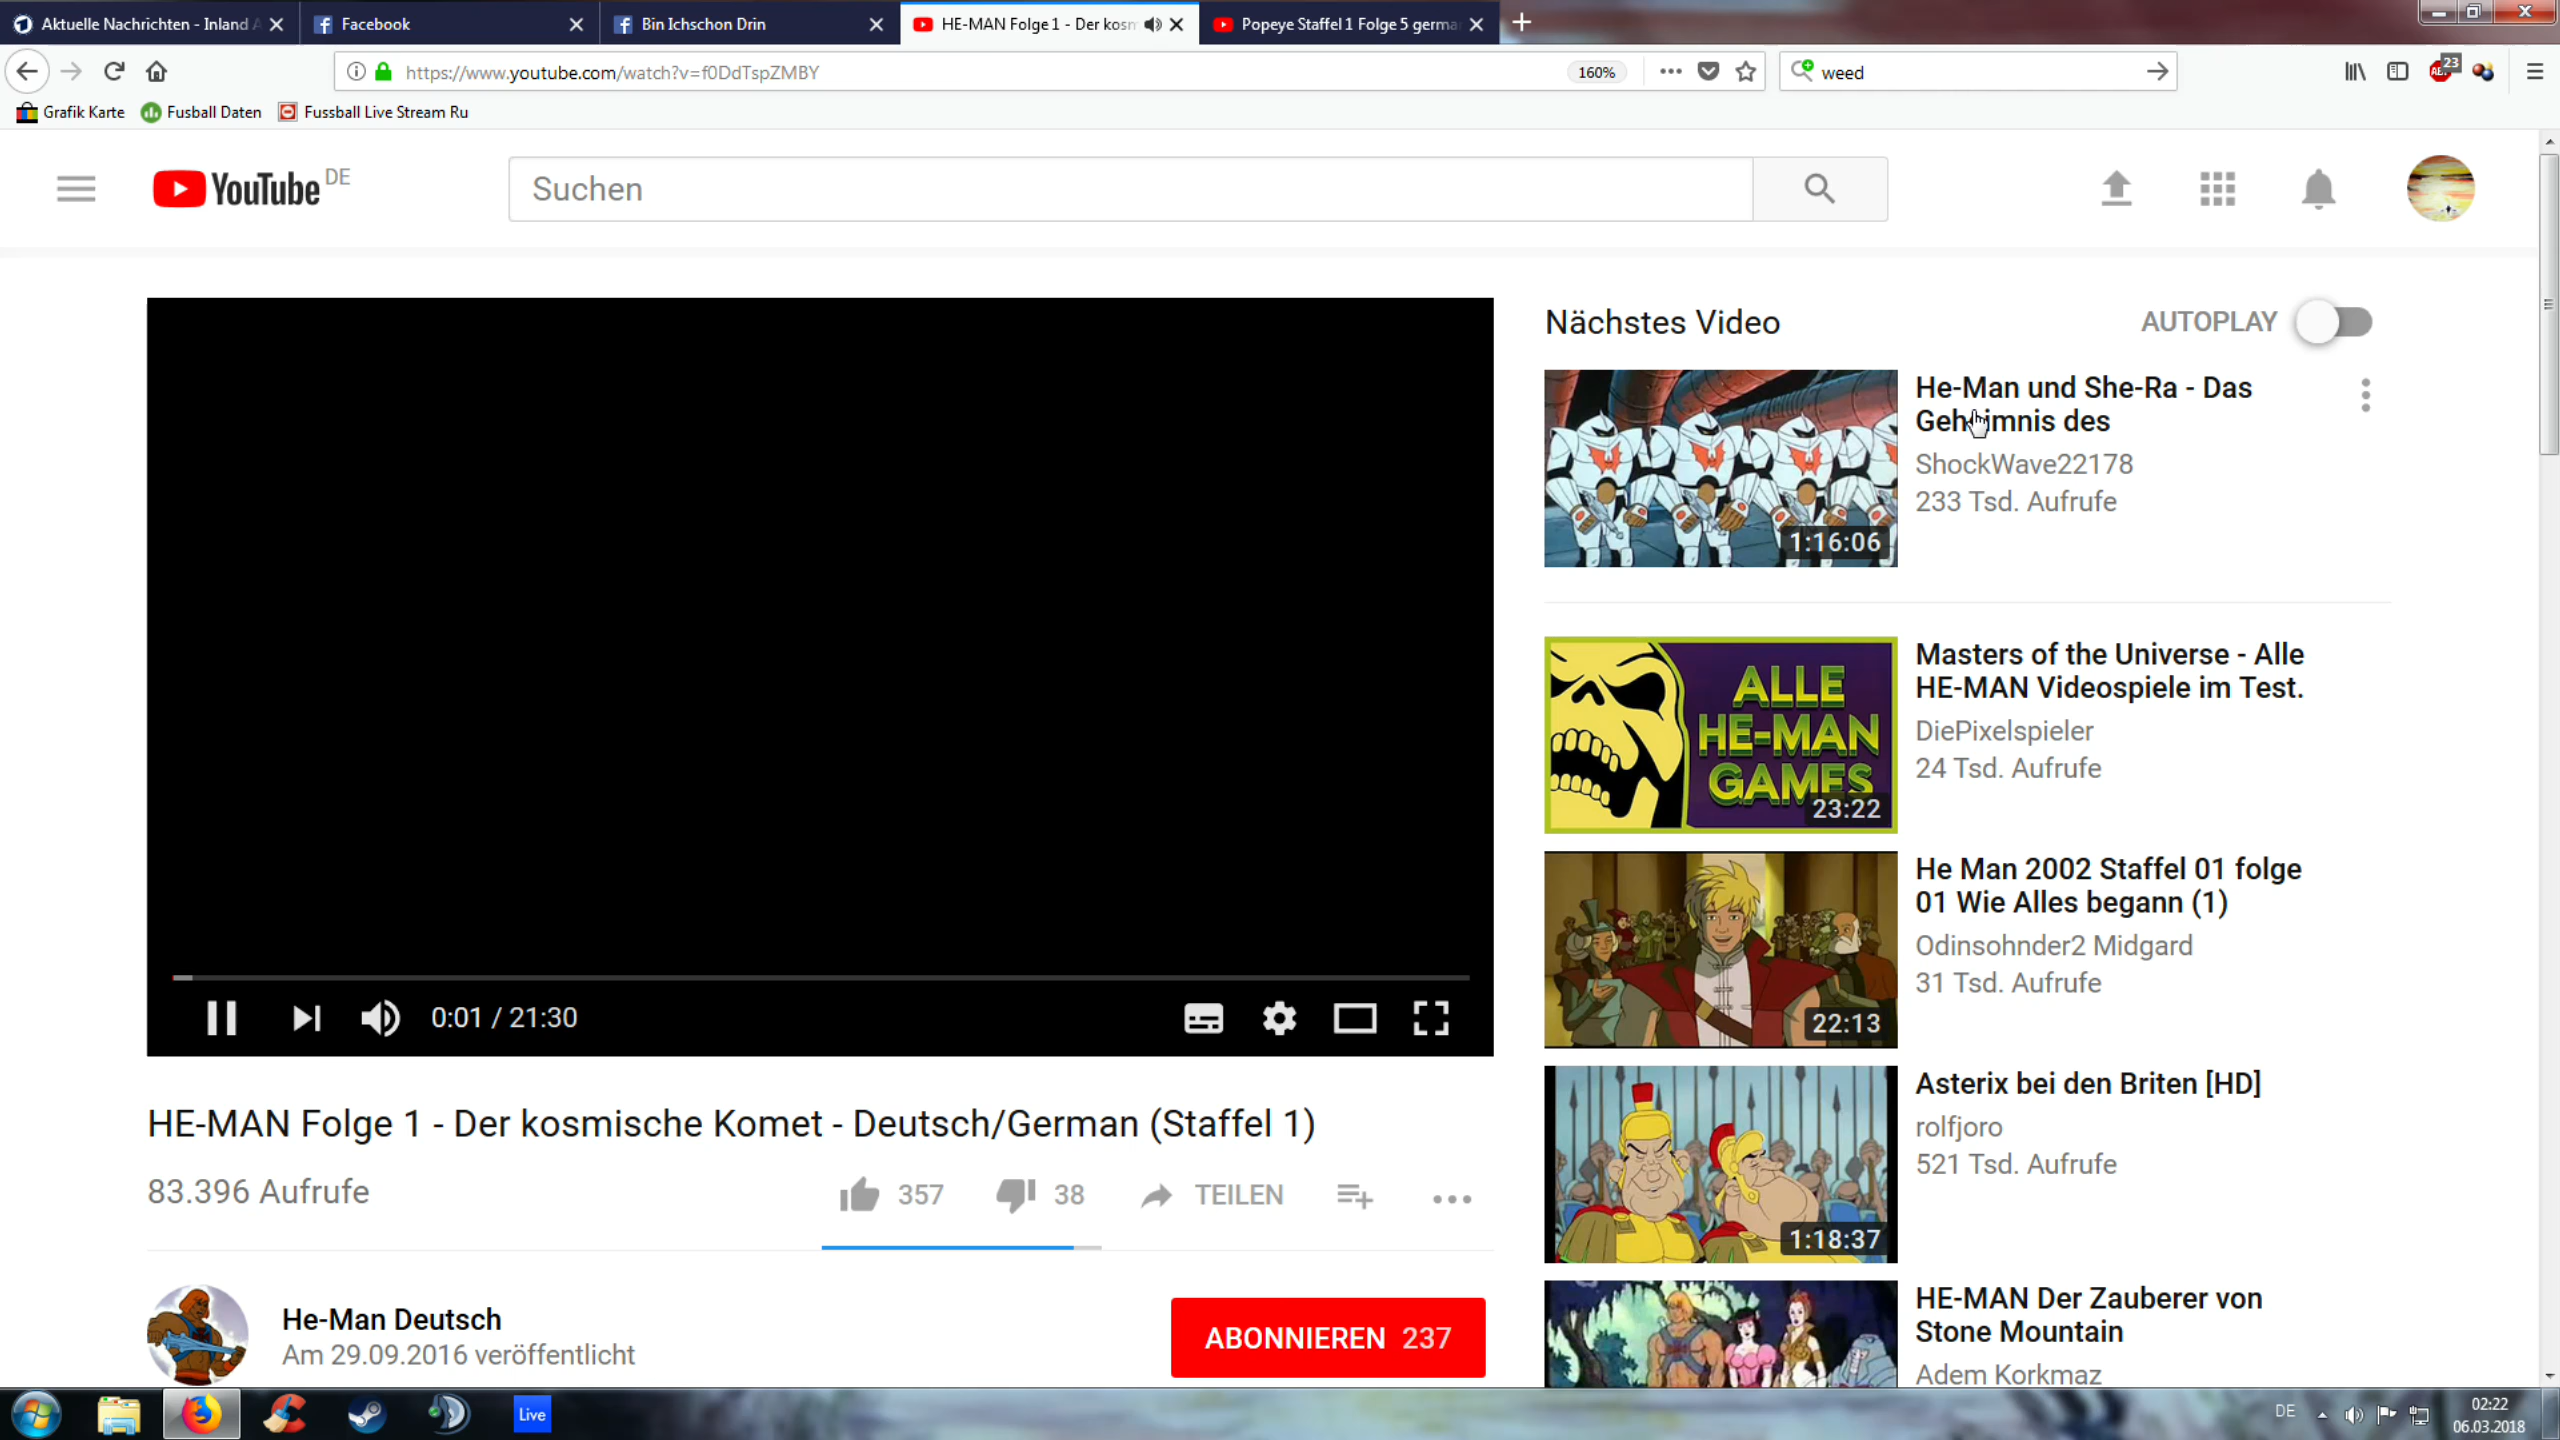 Aktuelle Nachrichten - Inland A
Facebook
Bin Ichschon Drin
HE-MAN Folge 1 - Der kosm
Popeye Staffel 1 Folge 5 germa
https://www.youtube.com/watch?v=f0DdTspZMBY
160%
weed
23
Grafik Karte
Fusball Daten
Fussball Live Stream Ru
YouTube DE
Suchen
Nächstes Video
AUTOPLAY
He-Man und She-Ra - Das
Geheimnis des
ShockWave22178
233 Tsd. Aufrufe
1:16:06
ALLE
HE-MAN
GAMES
23:22
Masters of the Universe - Alle
HE-MAN Videospiele im Test.
DiePixelspieler
24 Tsd. Aufrufe
He Man 2002 Staffel 01 folge
01 Wie Alles begann (1)
Odinsohnder2 Midgard
31 Tsd. Aufrufe
22:13
0:01 / 21:30
Asterix bei den Briten [HD]
rolfjoro
521 Tsd. Aufrufe
1:18:37
HE-MAN Folge 1 - Der kosmische Komet - Deutsch/German (Staffel 1)
83.396 Aufrufe
357
38
TEILEN
He-Man Deutsch
Am 29.09.2016 veröffentlicht
ABONNIEREN 237
HE-MAN Der Zauberer von
Stone Mountain
Adem Korkmaz
Live
DE
02:22
06.03.2018